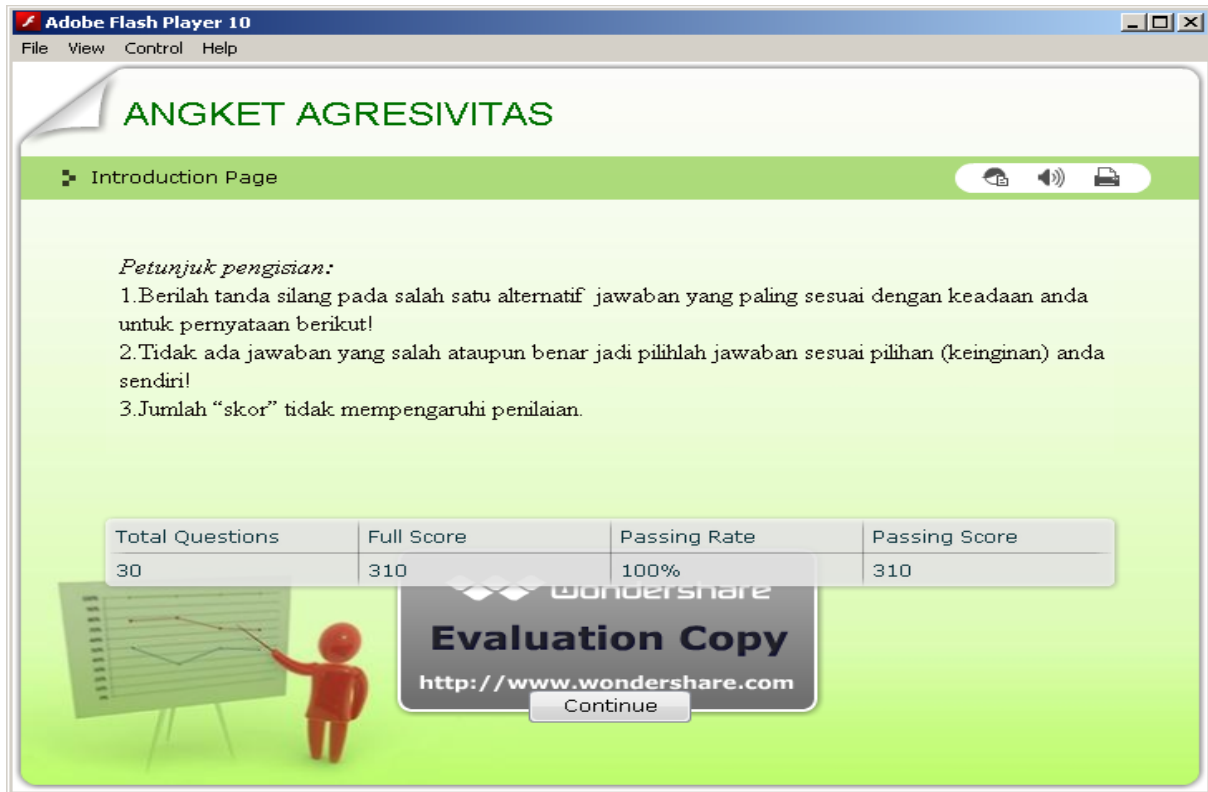 Adobe Flash Player 10
File View Control Help
ANGKET AGRESIVITAS
Introduction Page
Petunjuk pengisian:
1.Berilah tanda silang pada salah satu alternatif jawaban yang paling sesuai dengan keadaan anda
untuk pernyataan berikut!
2.Tidak ada jawaban yang salah ataupun benar jadi pilihlah jawaban sesuai pilihan (keinginan) anda
sendiri!
3.Jumlah “skor” tidak mempengaruhi penilaian.
Total Questions Full Score Passing Rate Passing Score
30 310 100% 310
wondershare
Evaluation Copy
http://www.wondershare.com
Continue